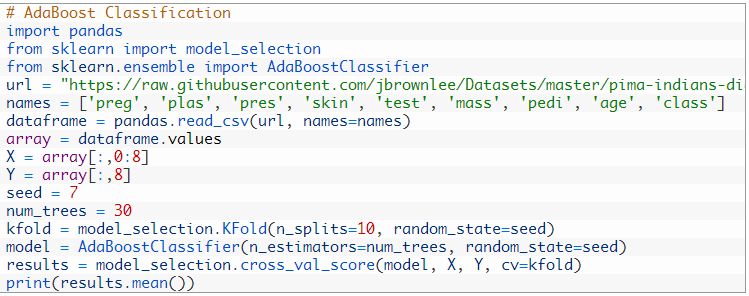 # AdaBoost Classification
import pandas
from sklearn import model_selection
from sklearn.ensemble import AdaBoostClassifier
url = "https://raw.githubusercontent.com/jbrownlee/Datasets/master/pima-indians-di
names = ['preg', 'plas', 'pres', 'skin', 'test', 'mass', 'pedi', 'age', 'class']
dataframe = pandas.read_csv(url, names=names)
array = dataframe.values
X = array[:,0:8]
Y = array[:,8]
seed = 7
num_trees = 30
kfold = model_selection.KFold(n_splits=10, random_state=seed)
model = AdaBoostClassifier(n_estimators=num_trees, random_state=seed)
results = model_selection.cross_val_score(model, X, Y, cv=kfold)
print(results.mean())